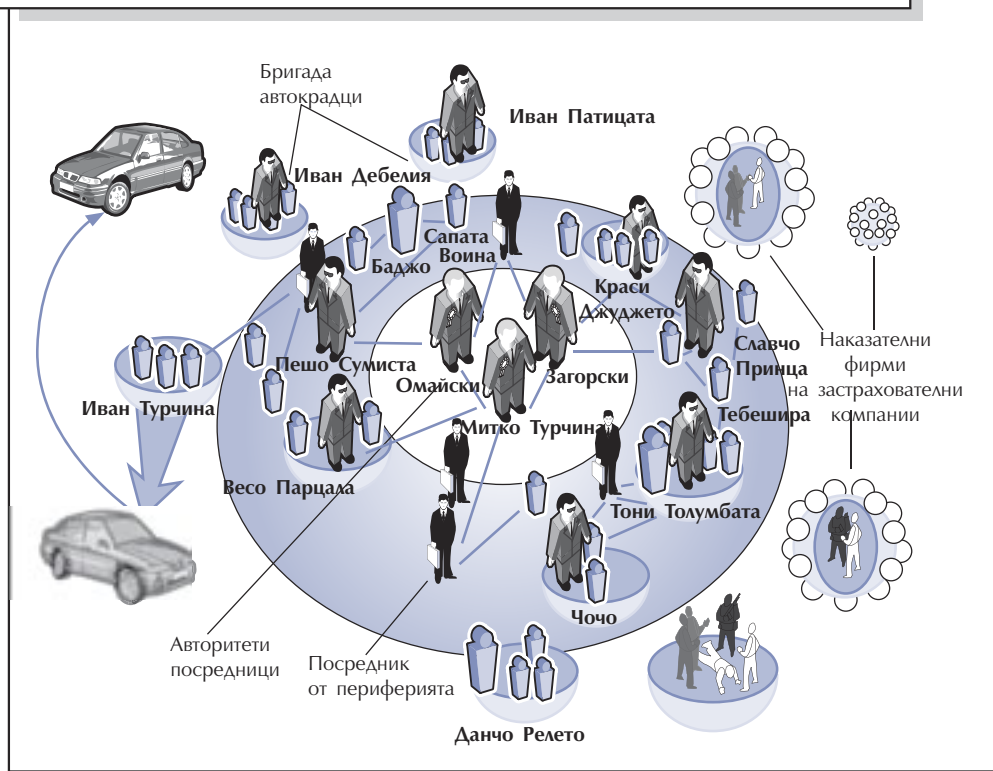 Бригада
автокрадци
Иван Патицата
Иван Дебелия
Сапата
Воина
Баджо
Краси
Джуджето
Славчо
Принца
Наказателни
фирми
на застрахователни
компании
Пешо Сумиста
Омайски
Загорски
Тебешира
Иван Турчина
Митко Турчина
Весо Парцала
Тони Толумбата
Чочо
Авторитети
посредници
Посредник
от периферията
Данчо Релето